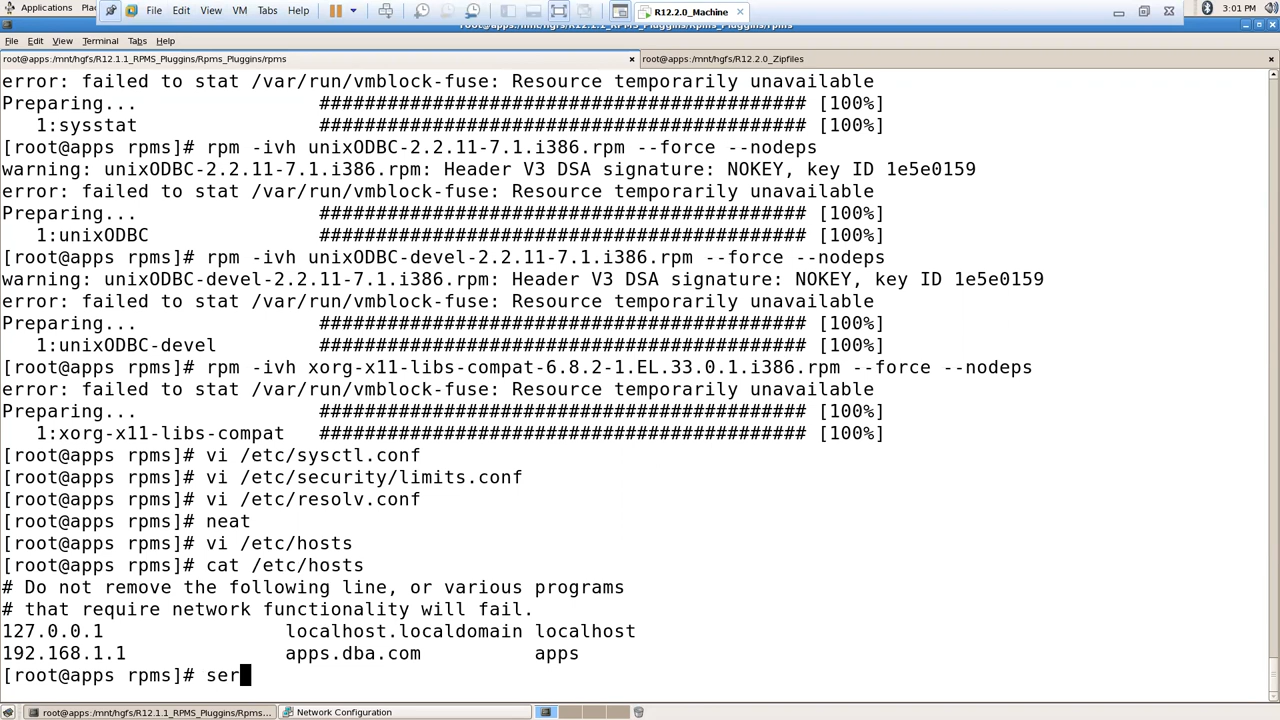 Applications
Places
File Edit View VM Tabs Help
R12.2.0_Machine
3:01 PM
root@apps:/mnt/hgfs/R12.1.1_RPMS_Pluggins/Rpms_Pluggins/rpms
File Edit View Terminal Tabs Help
root@apps:/mnt/hgfs/R12.1.1_RPMS_Pluggins/Rpms_Pluggins/rpms
root@apps:/mnt/hgfs/R12.2.0_Zipfiles
error: failed to stat /var/run/vmblock-fuse: Resource temporarily unavailable
Preparing... ########################################### [100%]
1:sysstat ########################################### [100%]
[root@apps rpms]# rpm -ivh unixODBC-2.2.11-7.1.i386.rpm --force --nodeps
warning: unixODBC-2.2.11-7.1.i386.rpm: Header V3 DSA signature: NOKEY, key ID 1e5e0159
error: failed to stat /var/run/vmblock-fuse: Resource temporarily unavailable
Preparing... ########################################### [100%]
1:unixODBC ########################################### [100%]
[root@apps rpms]# rpm -ivh unixODBC-devel-2.2.11-7.1.i386.rpm --force --nodeps
warning: unixODBC-devel-2.2.11-7.1.i386.rpm: Header V3 DSA signature: NOKEY, key ID 1e5e0159
error: failed to stat /var/run/vmblock-fuse: Resource temporarily unavailable
Preparing... ########################################### [100%]
1:unixODBC-devel ########################################### [100%]
[root@apps rpms]# rpm -ivh xorg-x11-libs-compat-6.8.2-1.EL.33.0.1.i386.rpm --force --nodeps
error: failed to stat /var/run/vmblock-fuse: Resource temporarily unavailable
Preparing... ########################################### [100%]
1:xorg-x11-libs-compat ########################################### [100%]
[root@apps rpms]# vi /etc/sysctl.conf
[root@apps rpms]# vi /etc/security/limits.conf
[root@apps rpms]# vi /etc/resolv.conf
[root@apps rpms]# neat
[root@apps rpms]# vi /etc/hosts
[root@apps rpms]# cat /etc/hosts
# Do not remove the following line, or various programs
# that require network functionality will fail.
127.0.0.1 localhost.localdomain localhost
192.168.1.1 apps.dba.com apps
[root@apps rpms]# ser
root@apps:/mnt/hgfs/R12.1.1_RPMS_Pluggins/Rpms...
Network Configuration